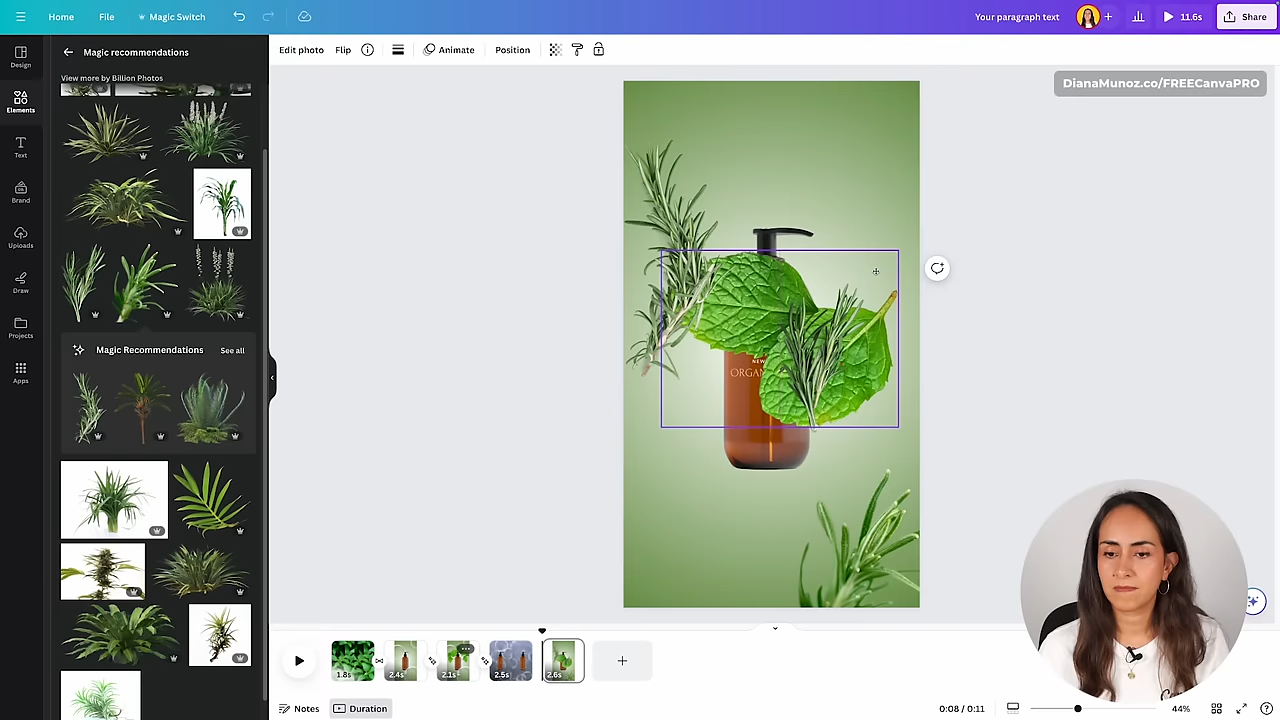 Home File Magic Switch Your paragraph text 11.6s Share
Design
Elements
Text
Brand
Uploads
Draw
Projects
Apps
Magic recommendations
View more by Billion Photos
Magic Recommendations See all
Edit photo Flip Animate Position
DianaMunoz.co/FREECanvaPRO
NEW
ORGAN
1.8s 2.4s 2.1s 2.5s 2.6s
Notes Duration 0:08 / 0:11 44%